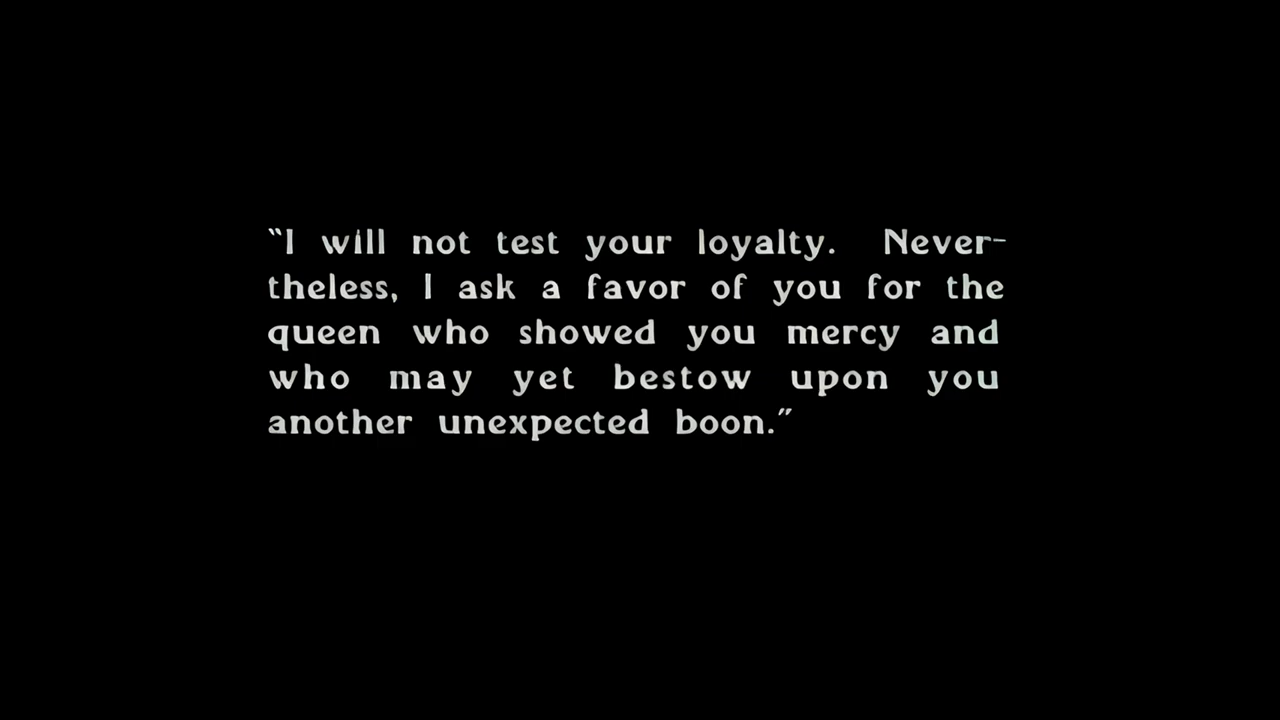 “I will not test your loyalty. Never-
theless, I ask a favor of you for the
queen who showed you mercy and
who may yet bestow upon you
another unexpected boon.”